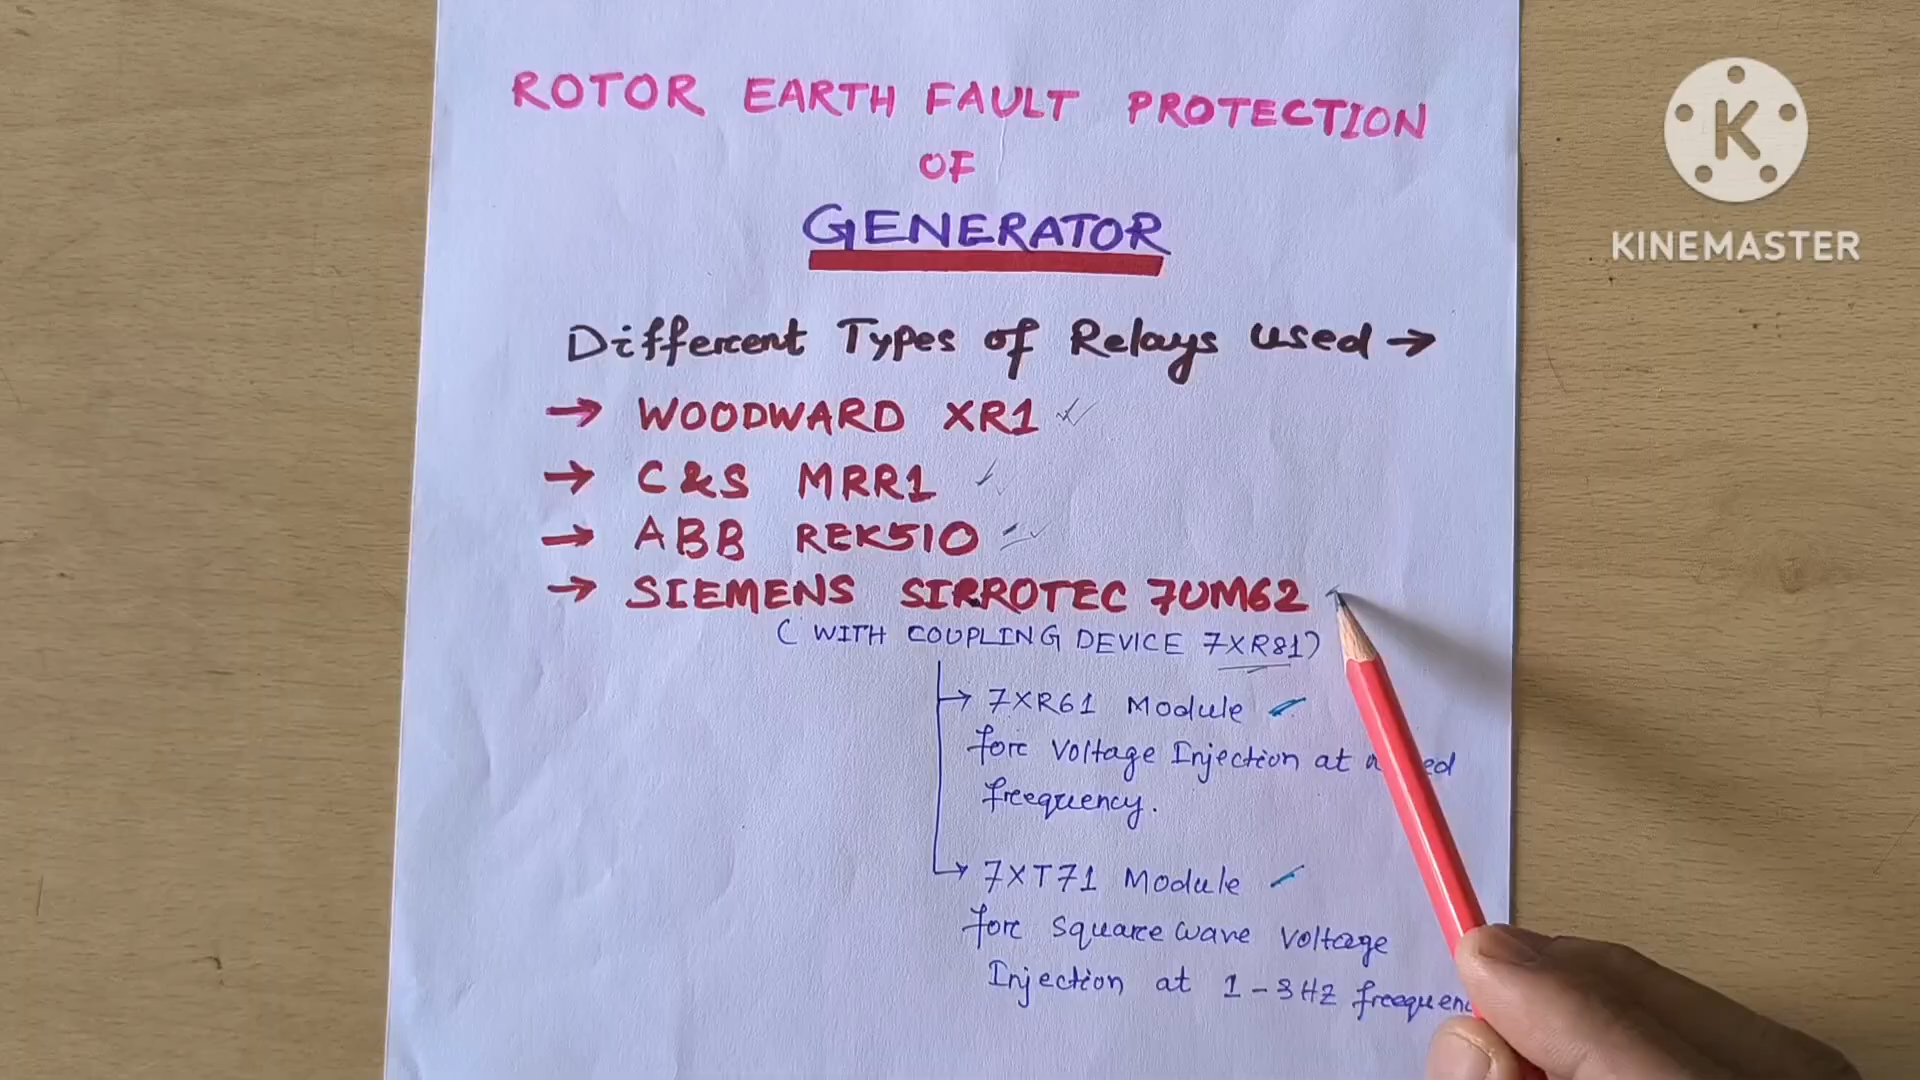 ROTOR EARTH FAULT PROTECTION
OF
GENERATOR
Different Types of Relays used →
→ WOODWARD XR1
→ C & S MRR1
→ ABB REK510
→ SIEMENS SIRROTEC 7UM62
( WITH COUPLING DEVICE 7XR81)
→ 7XR61 Module
for Voltage Injection at
frequency.
→ 7XT71 Module
for square wave voltage
Injection at 1-3HZ
K
KINEMASTER